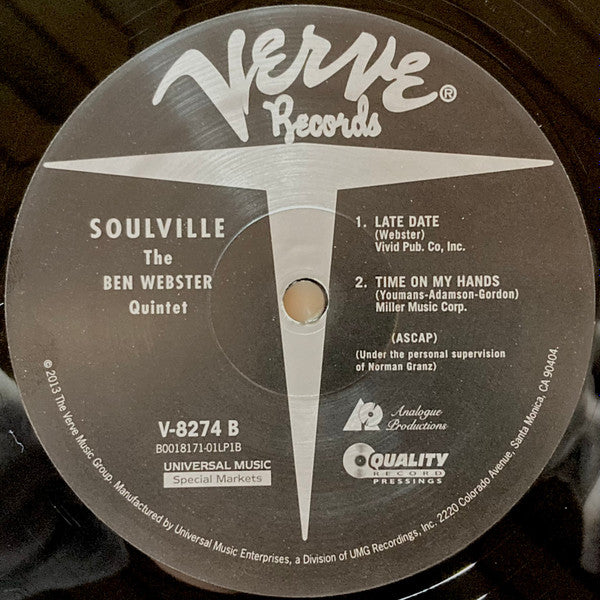 Verve®
Records
SOULVILLE
The
BEN WEBSTER
Quintet
1. LATE DATE
(Webster)
Vivid Pub. Co, Inc.
2. TIME ON MY HANDS
(Youmans-Adamson-Gordon)
Miller Music Corp.
(ASCAP)
(Under the personal supervision
of Norman Granz)
V-8274 B
B0018171-01LP1B
UNIVERSAL MUSIC
Special Markets
AP Analogue
Productions
QUALITY
RECORD
PRESSINGS
© 2013 The Verve Music Group. Manufactured by Universal Music Enterprises, a Division of UMG Recordings, Inc. 2220 Colorado Avenue, Santa Monica, CA 90404.